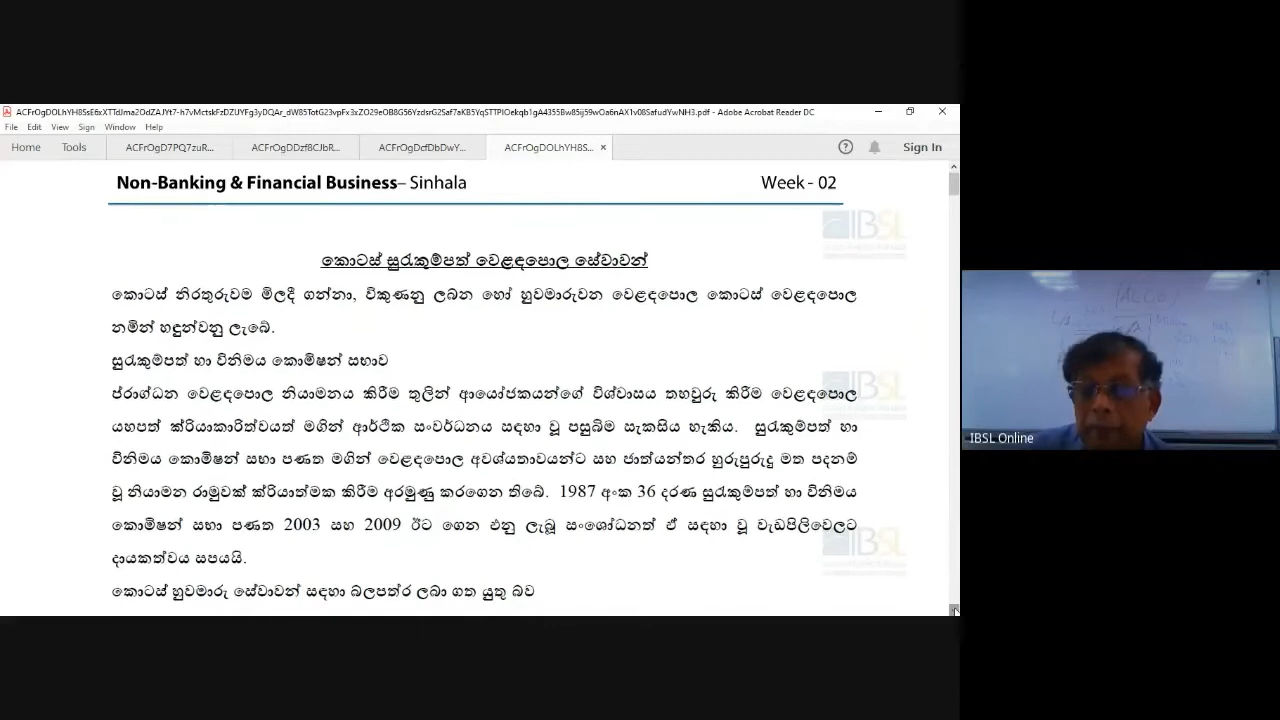 ACFrOgDOLhYH8SsE6xXTTdJma2OdZAJYt7-h7vMctskFzDZUYFg3yDQAr_dW85TotG23vpFx3xZO29eOB8G56YzdsrG2Saf7aKB5YqSTTPIOekqb1gA4355Bw85ij59wOa6nAX1v08SafudYwNH3.pdf - Adobe Acrobat Reader DC
File Edit View Sign Window Help
Home Tools ACFrOgD7PQ7zuR... ACFrOgDDzf8CJbR... ACFrOgDcfDbDwY... ACFrOgDOLhYH8S... × Sign In
Non-Banking & Financial Business– Sinhala Week - 02
IBSL
කොටස් සුරැකුම්පත් වෙළඳපොල සේවාවන්
කොටස් නිරතුරුවම මිලදී ගන්නා, විකුණනු ලබන හෝ හුවමාරුවන වෙළඳපොල කොටස් වෙළඳපොල
නමින් හඳුන්වනු ලැබේ.
සුරැකුම්පත් හා විනිමය කොමිෂන් සභාව
ප්රාග්ධන වෙළඳපොල නියාමනය කිරීම තුලින් ආයෝජකයන්ගේ විශ්වාසය තහවුරු කිරීම වෙළඳපොල
යහපත් ක්රියාකාරිත්වයත් මගින් ආර්ථික සංවර්ධනය සඳහා වූ පසුබිම සැකසිය හැකිය. සුරැකුම්පත් හා
විනිමය කොමිෂන් සභා පණත මගින් වෙළඳපොල අවශ්යතාවයන්ට සහ ජාත්යන්තර හුරුපුරුදු මත පදනම්
වූ නියාමන රාමුවක් ක්රියාත්මක කිරීම අරමුණු කරගෙන තිබේ. 1987 අංක 36 දරණ සුරැකුම්පත් හා විනිමය
කොමිෂන් සභා පණත 2003 සහ 2009 ඊට ගෙන එනු ලැබූ සංශෝධනත් ඒ සඳහා වූ වැඩපිලිවෙලට
දායකත්වය සපයයි.
කොටස් හුවමාරු සේවාවන් සඳහා බලපත්ර ලබා ගත යුතු බව
IBSL
IBSL
IBSL Online